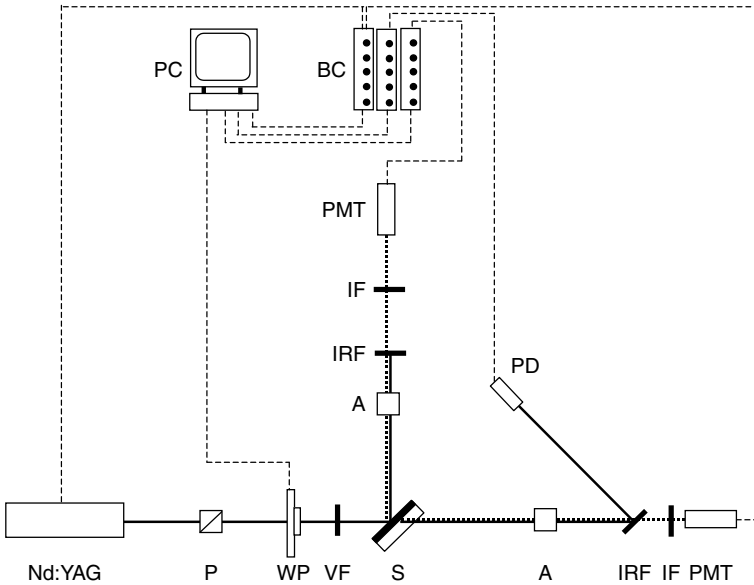 PC
BC
PMT
IF
IRF
PD
A
Nd:YAG P WP VF S A IRF IF PMT